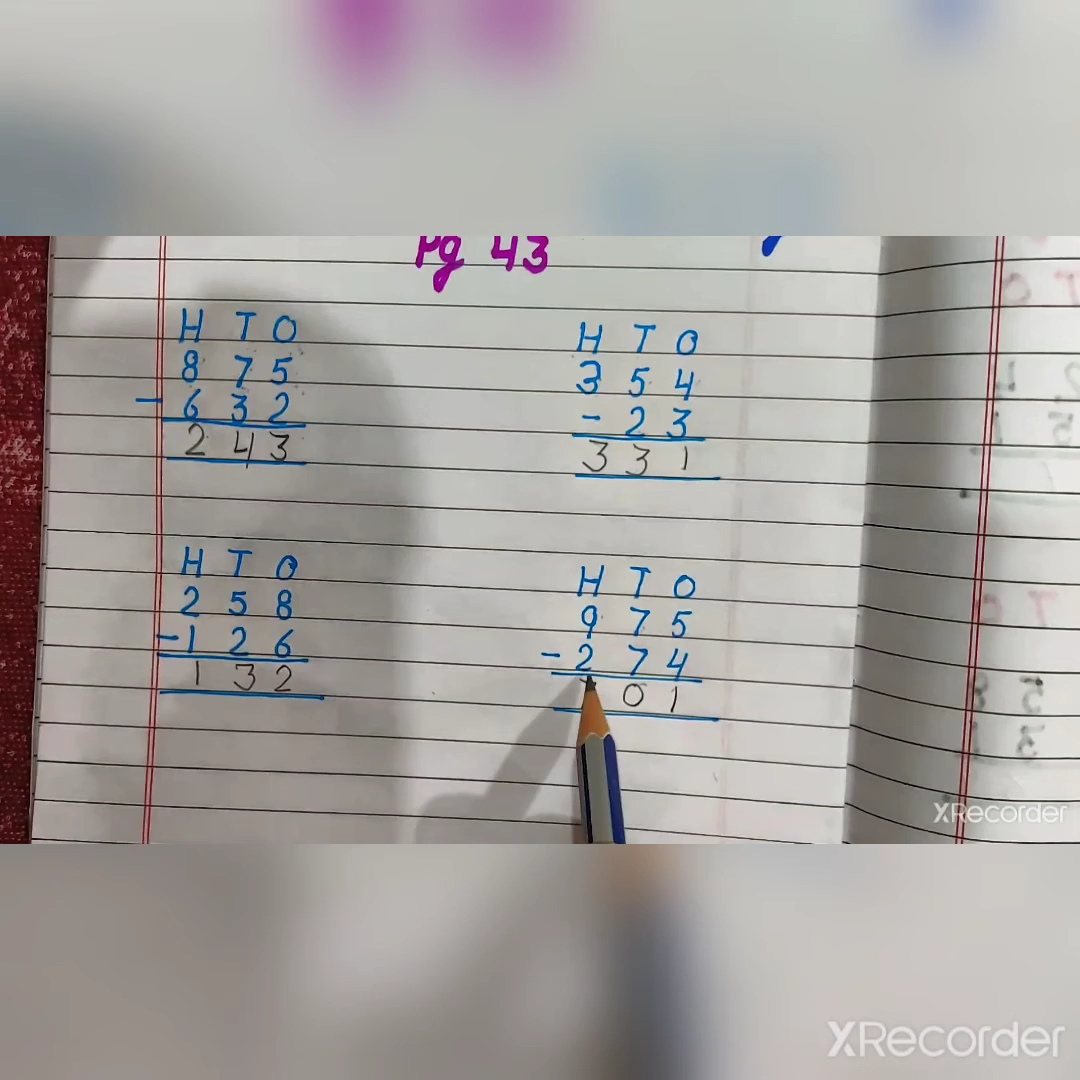 Pg 43
H T O
8 7 5
- 6 3 2
2 4 3
H T O
3 5 4
- 2 3
3 3 1
H T O
2 5 8
- 1 2 6
1 3 2
H T O
9 7 5
- 2 7 4
0 1
XRecorder
XRecorder